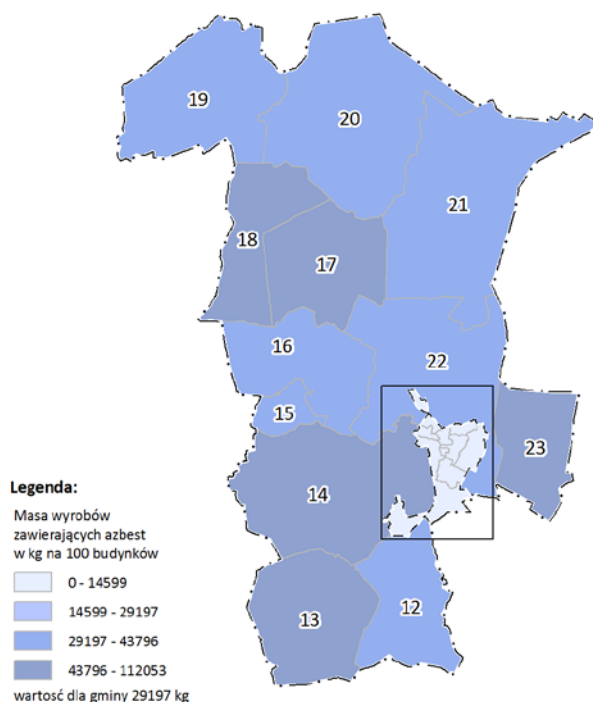 19
20
21
18
17
16
22
15
23
14
13
12
Legenda:
Masa wyrobów
zawierających azbest
w kg na 100 budynków
0 - 14599
14599 - 29197
29197 - 43796
43796 - 112053
wartość dla gminy 29197 kg